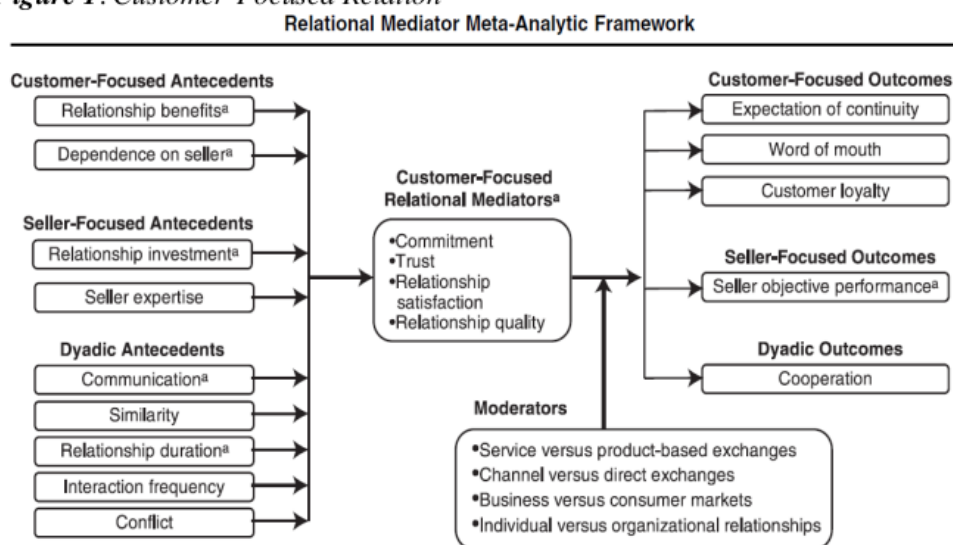 Figure 1. Customer-Focused Relation
Relational Mediator Meta-Analytic Framework
Customer-Focused Antecedents
Relationship benefitsª
Dependence on sellerª
Seller-Focused Antecedents
Relationship investmentª
Seller expertise
Dyadic Antecedents
Communicationª
Similarity
Relationship durationª
Interaction frequency
Conflict
Customer-Focused
Relational Mediatorsª
•Commitment
•Trust
•Relationship
satisfaction
•Relationship quality
Moderators
•Service versus product-based exchanges
•Channel versus direct exchanges
•Business versus consumer markets
•Individual versus organizational relationships
Customer-Focused Outcomes
Expectation of continuity
Word of mouth
Customer loyalty
Seller-Focused Outcomes
Seller objective performanceª
Dyadic Outcomes
Cooperation